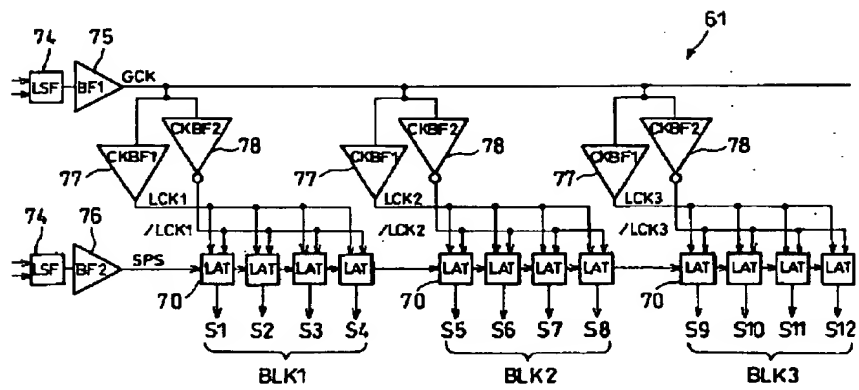 61
74 75
LSF BF1 GCK
CKBF1 CKBF2 77 78
CKBF1 CKBF2 77 78
CKBF1 CKBF2 77 78
LCK1 LCK2 LCK3
/LCK1 /LCK2 /LCK3
74 76
LSF BF2 SPS
LAT LAT LAT LAT LAT LAT LAT LAT LAT LAT LAT LAT
70 70 70
S1 S2 S3 S4 S5 S6 S7 S8 S9 S10 S11 S12
BLK1 BLK2 BLK3